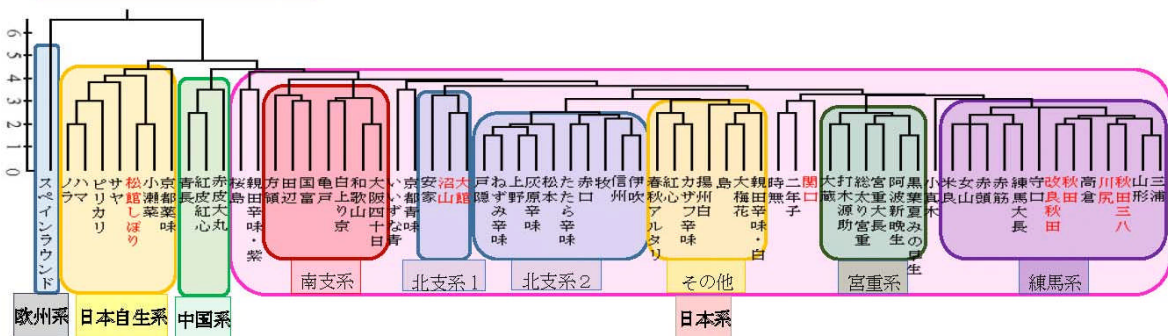 6
5
4
3
2
1
0
スペインラウンド
ノラ
ハマ
ピリカリ
サヤ
松館しぼり
小瀬菜
京都薬味
青長
紅皮紅心
赤皮大丸
桜島
親田辛味・紫
方領
田辺
国富
亀戸
白上り京
和歌山
大阪四十日
いいずな青
京都青味
安家
沼山
大館
戸隠
ねずみ辛味
上野
灰原辛味
松本
たたら辛味
赤口
牧
信州
伊吹
春秋アルタリ
紅心
カザフ辛味
揚州白
島
大梅花
親田辛味・白
時無
二年子
関口
大蔵
打木源助
総太り宮重
宮重大長
阿波新晩生
黒葉夏みの早生
小真木
米良
女山
赤頭
赤筋
練馬大長
守口
改良秋田
秋田
高倉
川尻
秋田三八
山形
三浦
南支系
北支系1
北支系2
その他
宮重系
練馬系
欧州系
日本自生系
中国系
日本系